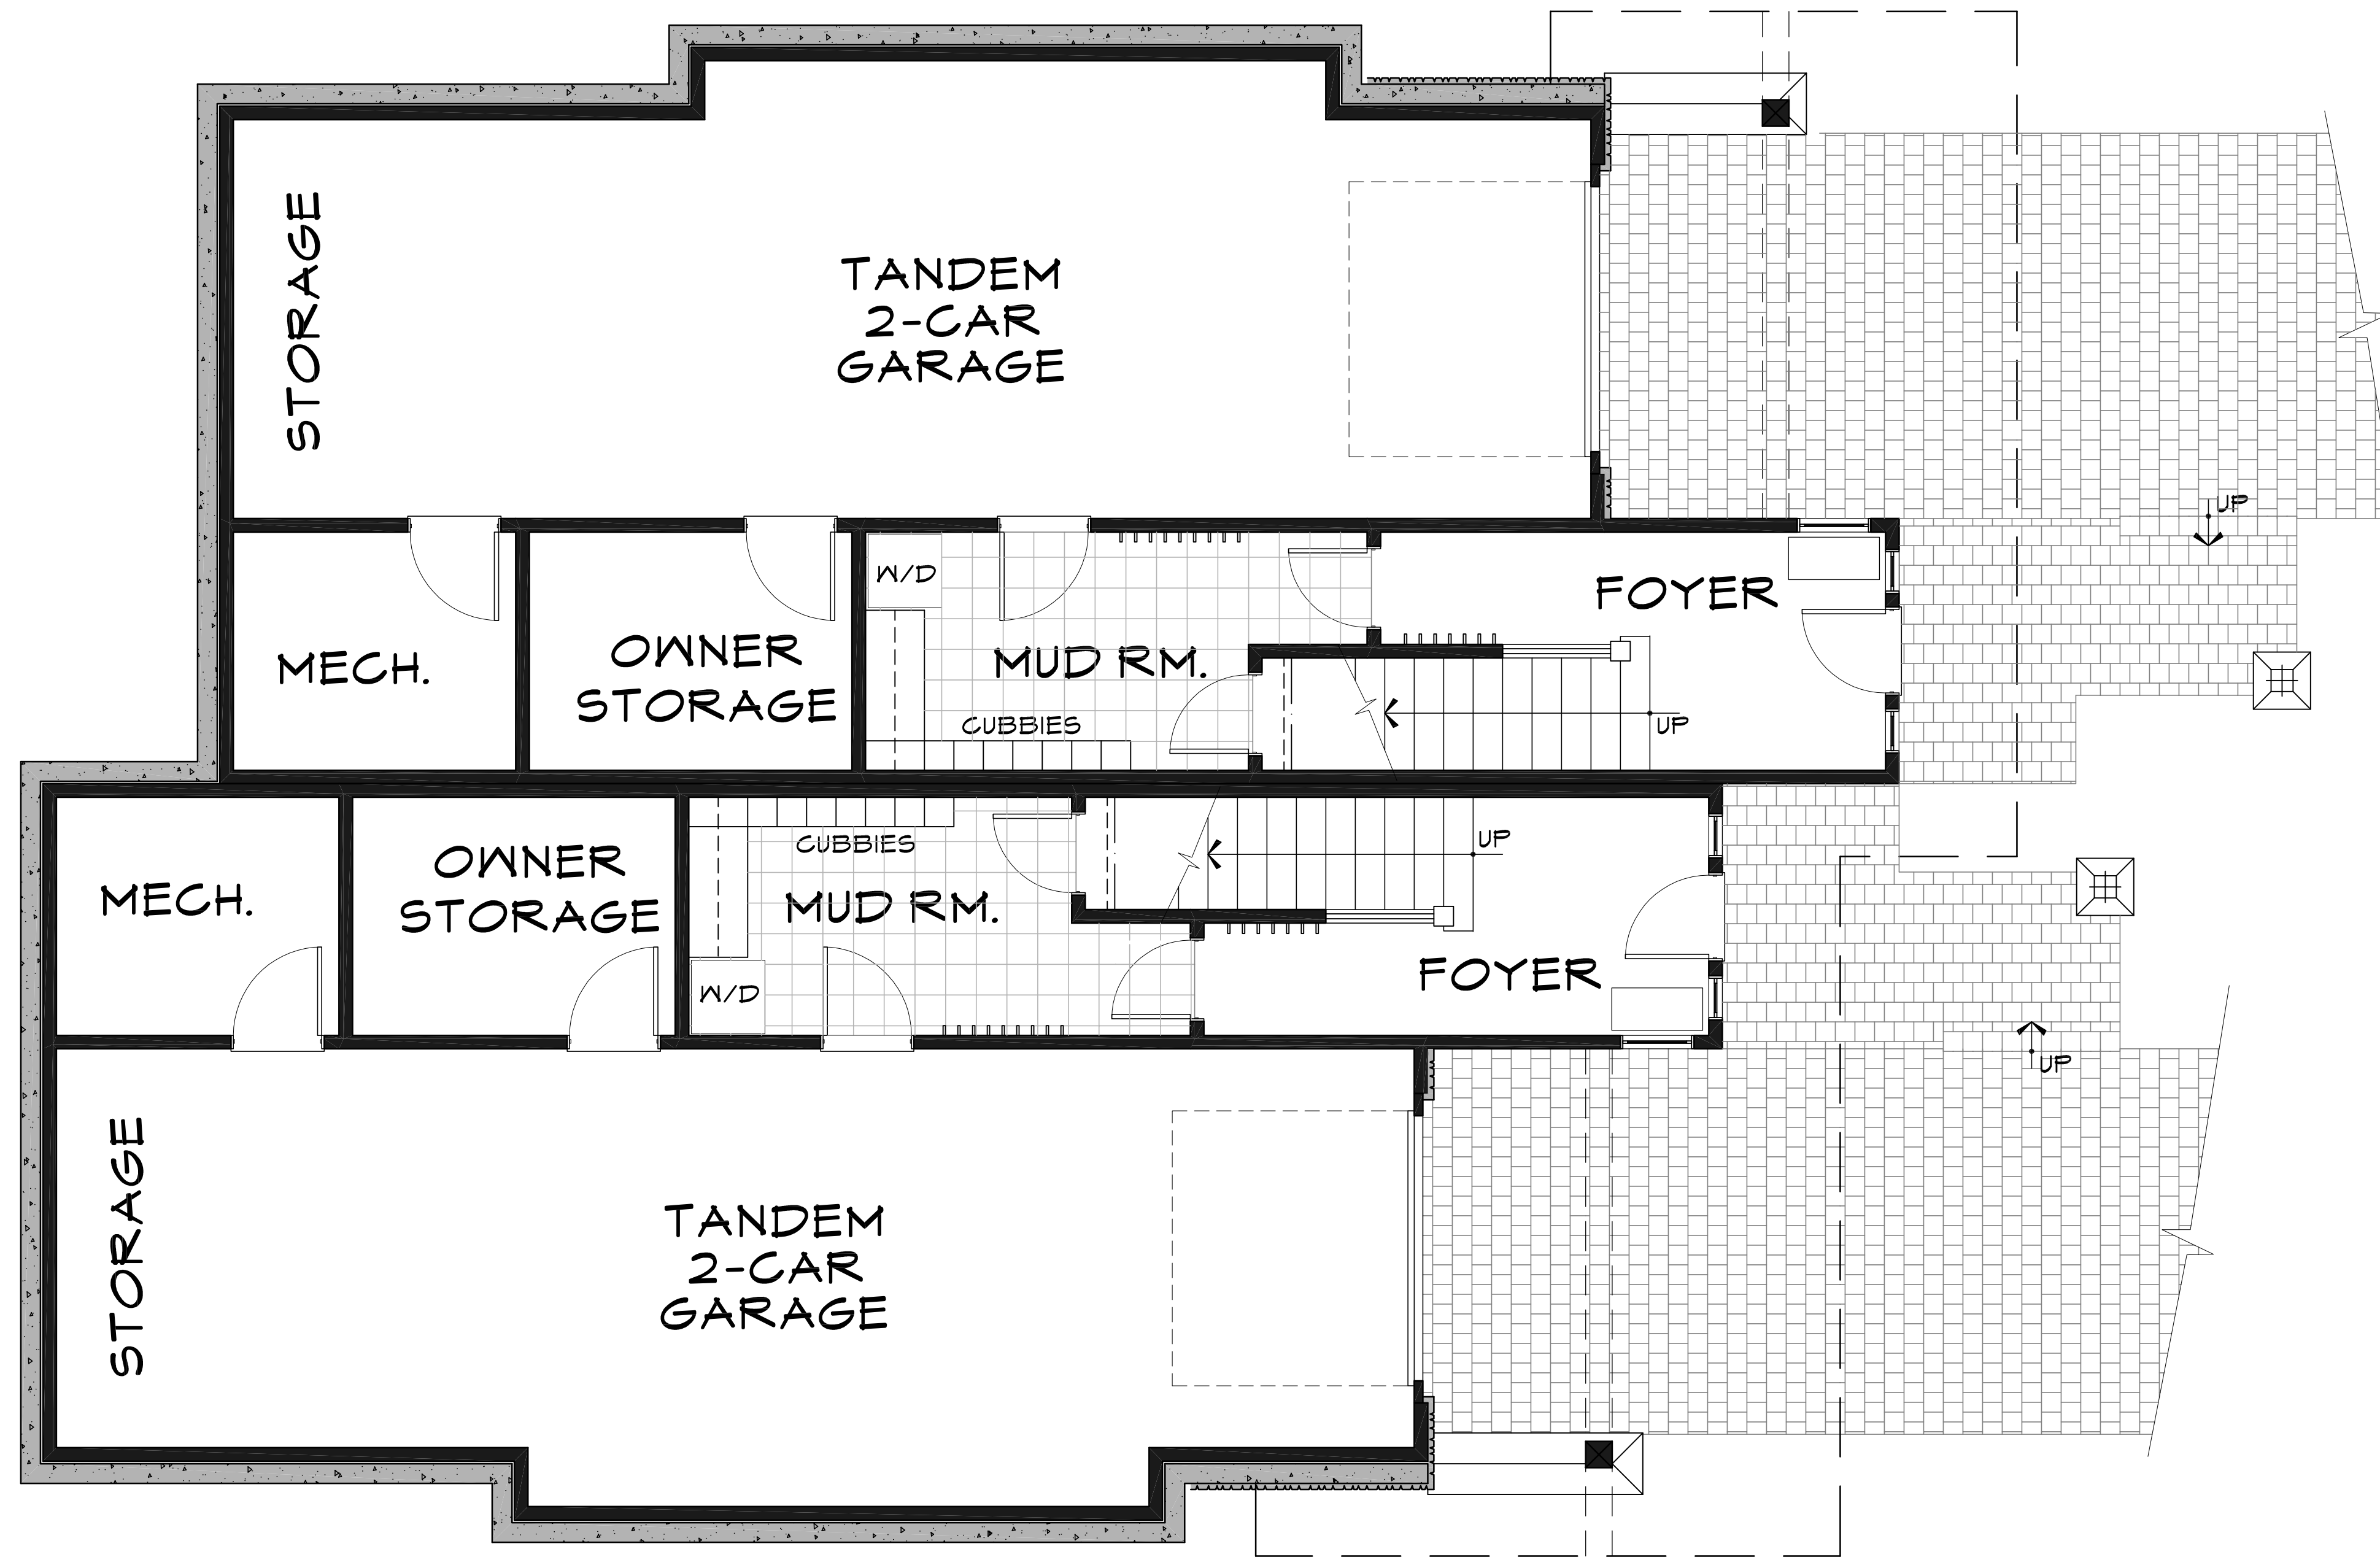 STORAGE
TANDEM
2-CAR
GARAGE
UP
W/D
FOYER
MECH.
OWNER
STORAGE
MUD RM.
CUBBIES
UP
MECH.
OWNER
STORAGE
CUBBIES
MUD RM.
UP
W/D
FOYER
UP
STORAGE
TANDEM
2-CAR
GARAGE